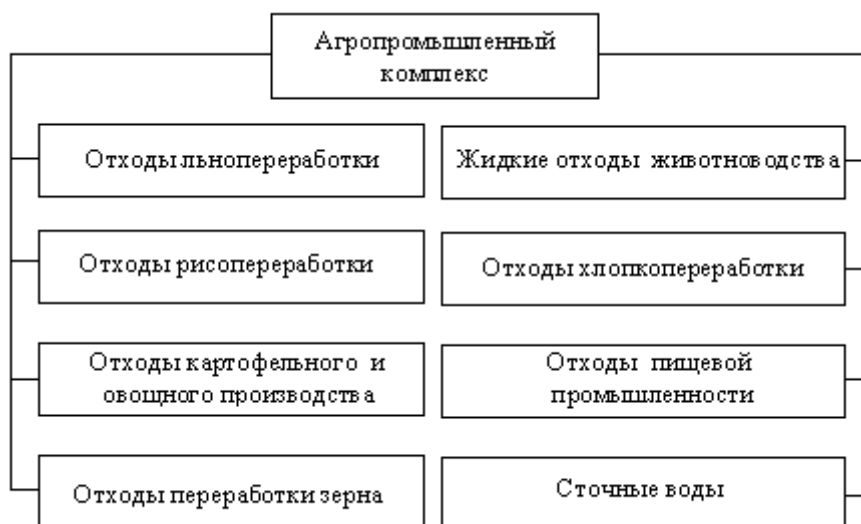 Агропромышленный
комплекс
Отходы льнопереработки
Жидкие отходы животноводства
Отходы рисопереработки
Отходы хлопкопереработки
Отходы картофельного и
овощного производства
Отходы пищевой
промышленности
Отходы переработки зерна
Сточные воды